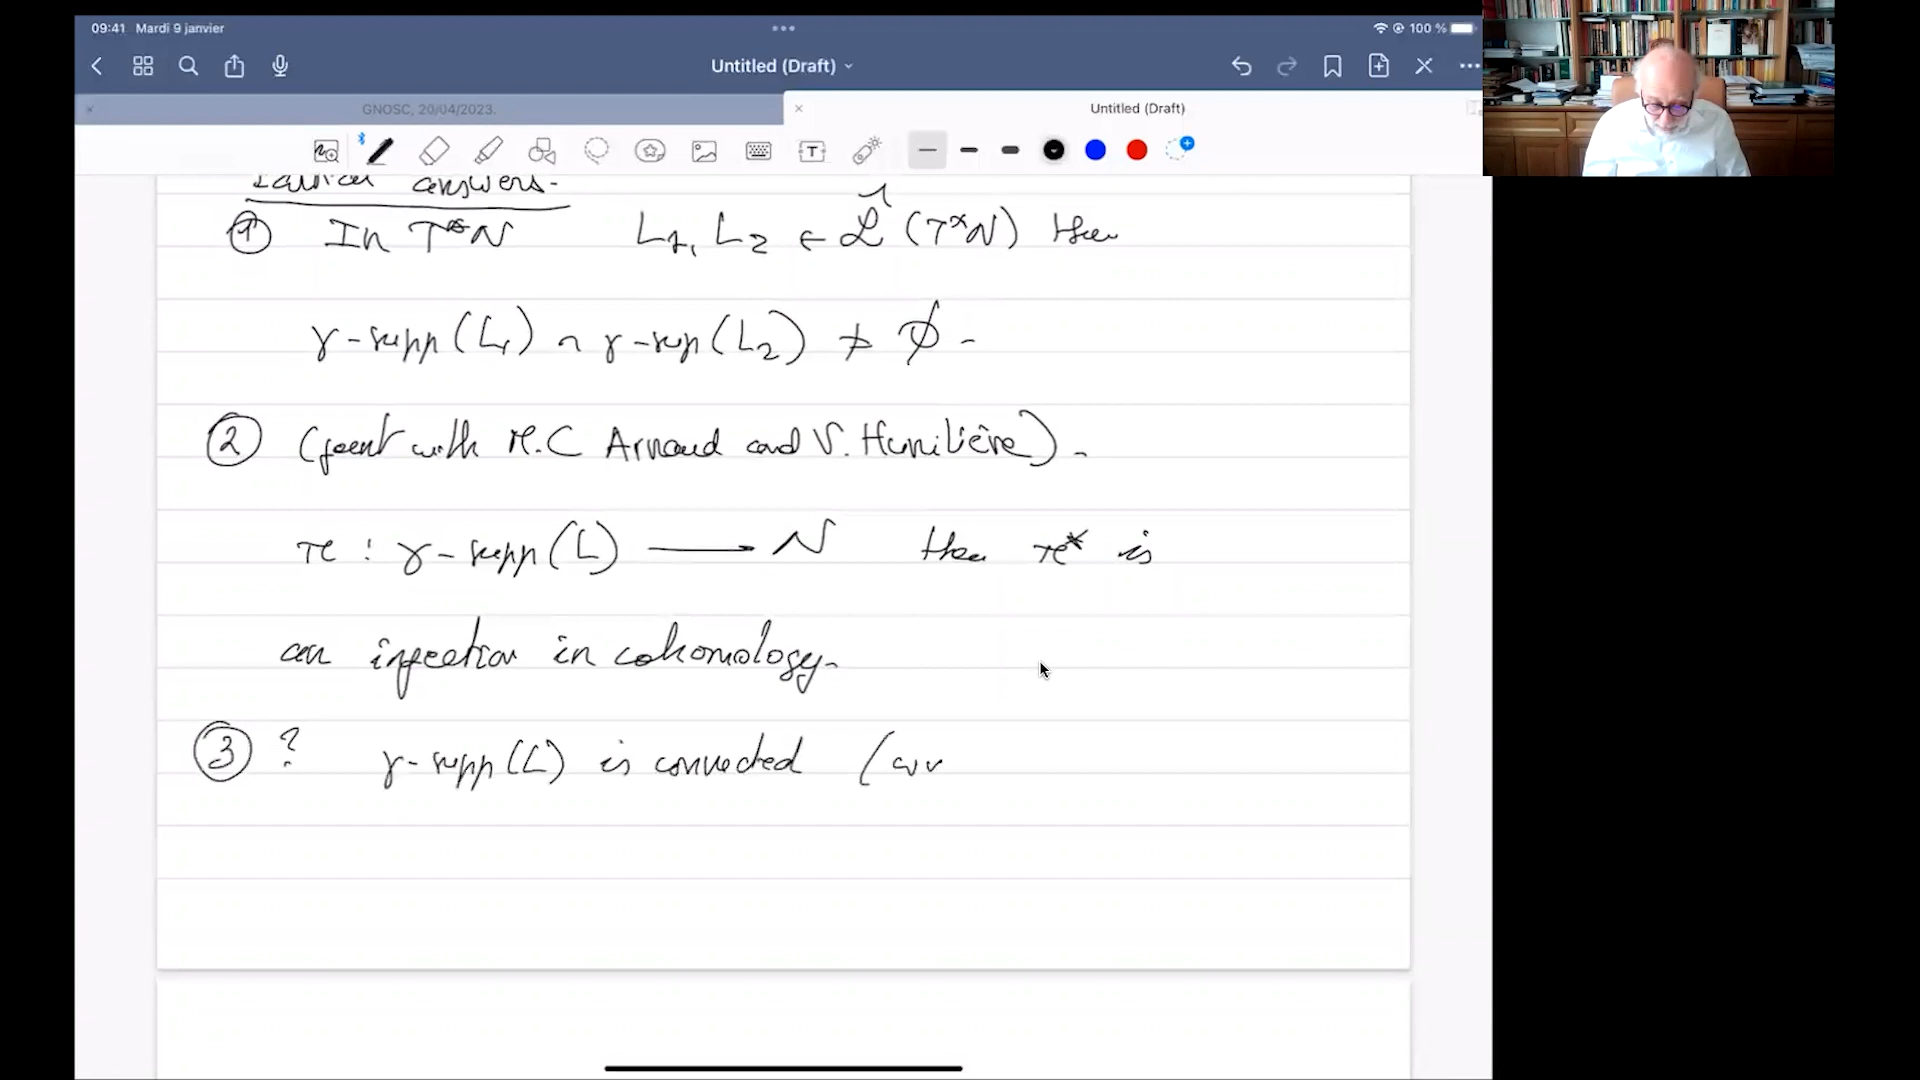 09:41 Mardi 9 janvier 100 %
Untitled (Draft)
GNOSC, 20/04/2023.
Untitled (Draft)
answers-
① In T*N L1, L2 ∈ ℒ̂ (T*N) then
γ-supp(L1) ∩ γ-supp(L2) ≠ ∅ -
② (joint with M.C Arnaud and V. Humilière) -
π : γ-supp(L) ⟶ N then π* is
an injection in cohomology-
③ ? γ-supp(L) is connected (